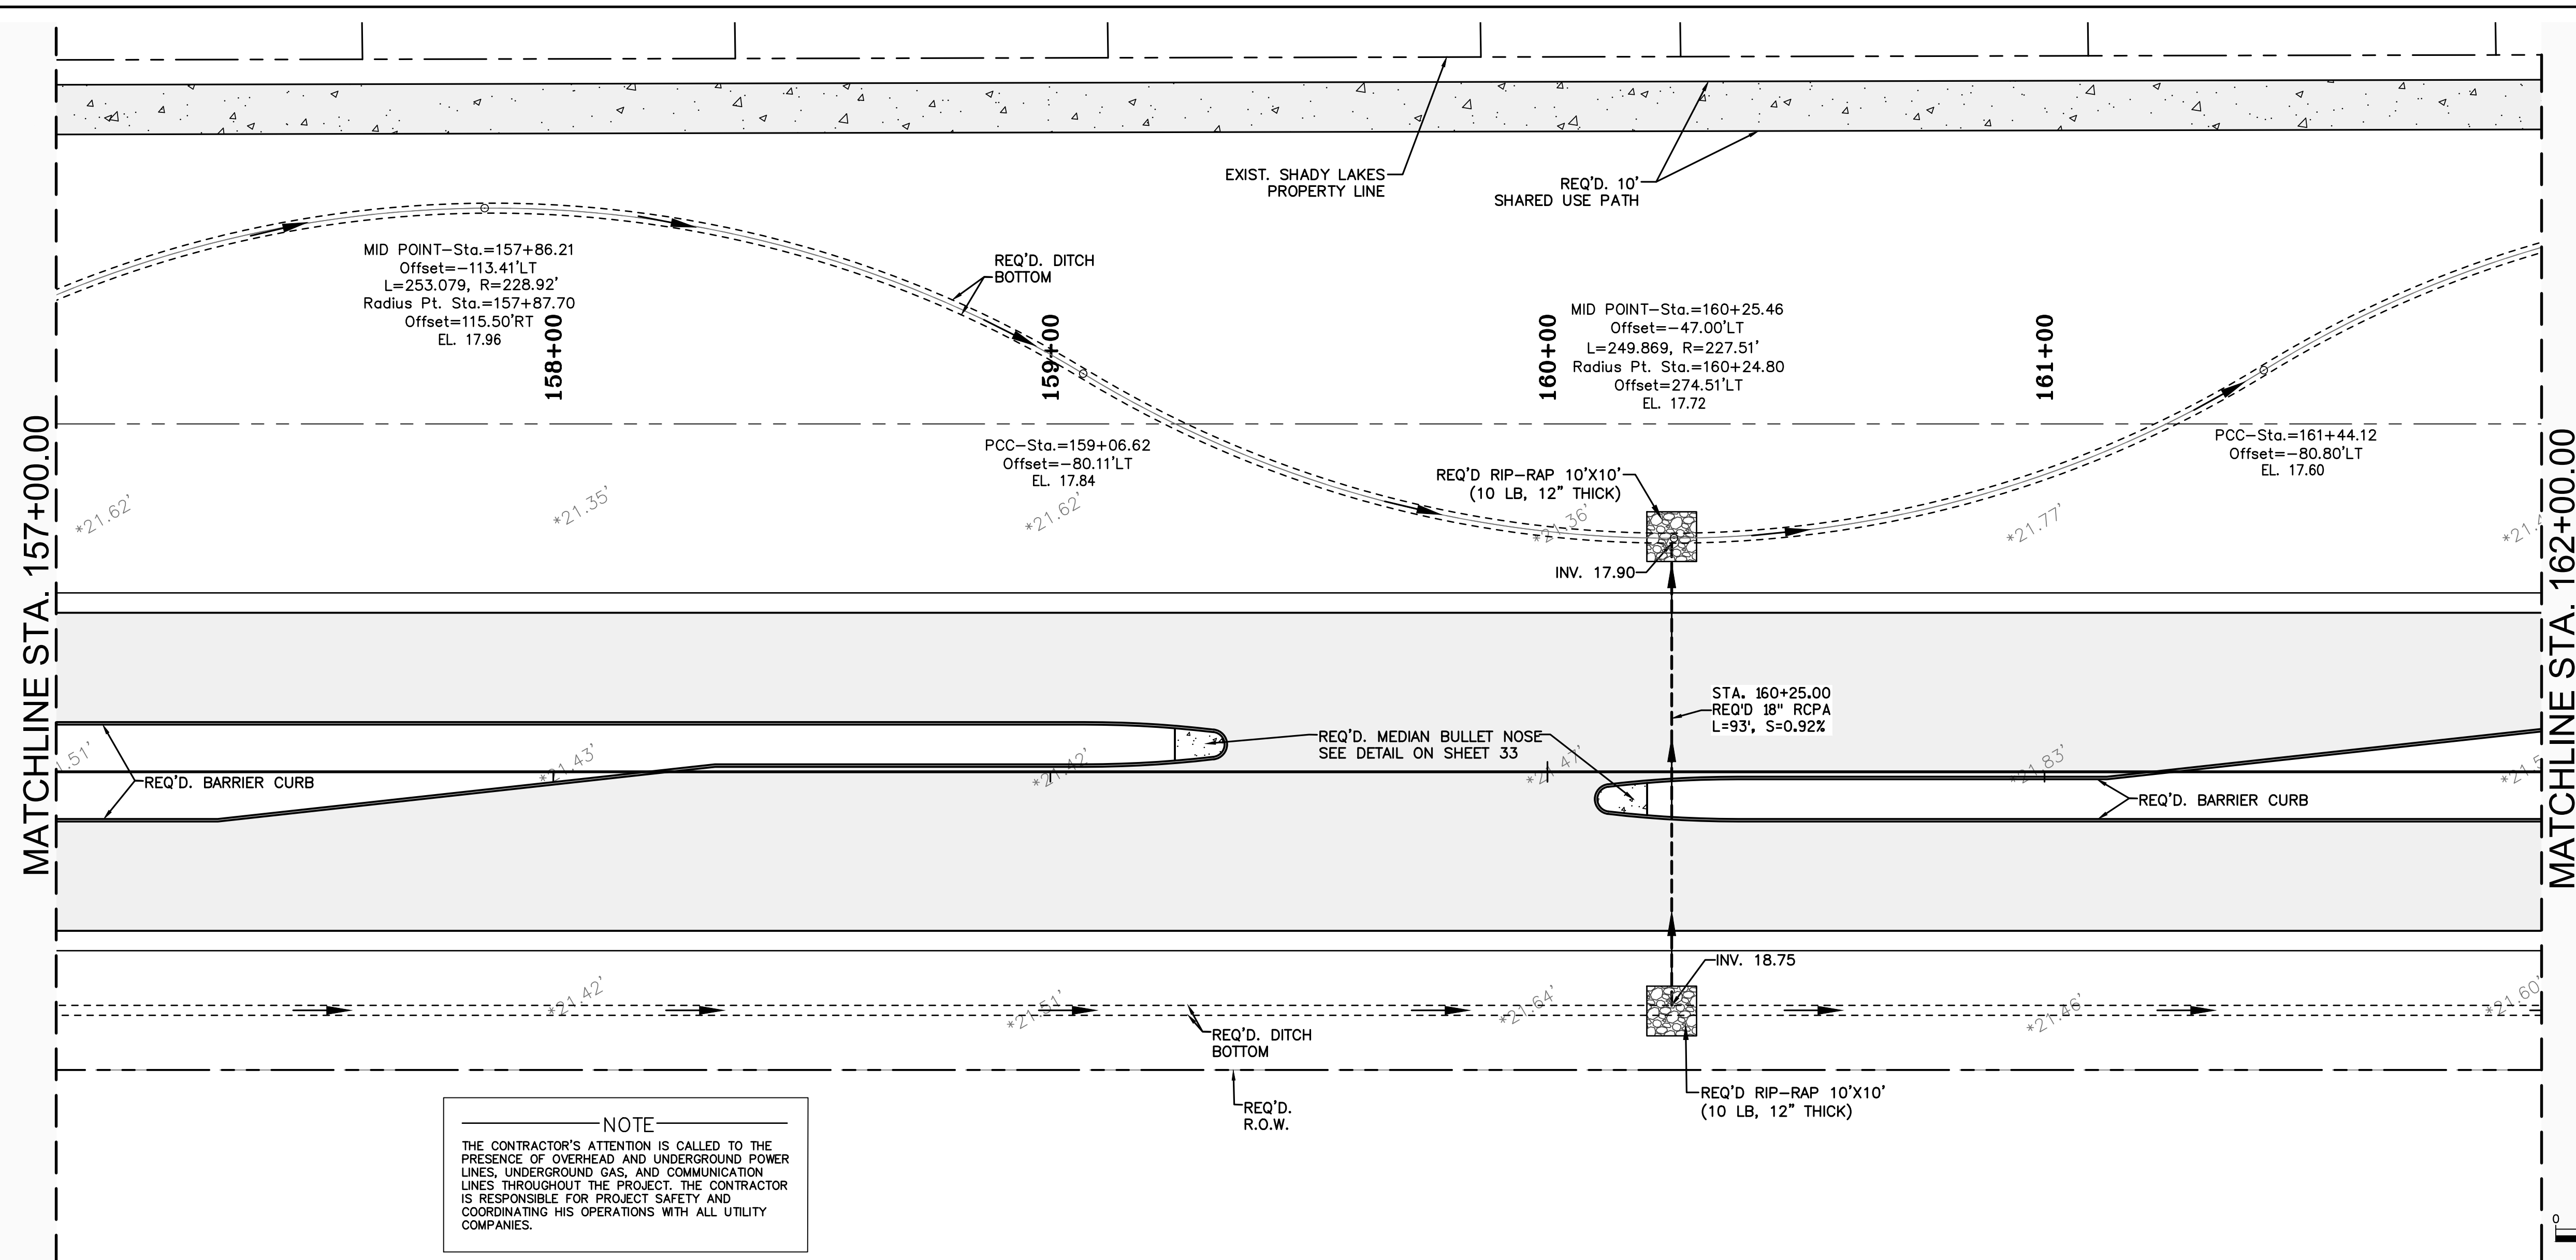 EXIST. SHADY LAKES
PROPERTY LINE
REQ'D. 10'
SHARED USE PATH
MID POINT-Sta.=157+86.21
Offset=-113.41'LT
L=253.079, R=228.92'
Radius Pt. Sta.=157+87.70
Offset=115.50'RT
EL. 17.96
REQ'D. DITCH
BOTTOM
MID POINT-Sta.=160+25.46
Offset=-47.00'LT
L=249.869, R=227.51'
Radius Pt. Sta.=160+24.80
Offset=274.51'LT
EL. 17.72
158+00
159+00
160+00
161+00
PCC-Sta.=159+06.62
Offset=-80.11'LT
EL. 17.84
PCC-Sta.=161+44.12
Offset=-80.80'LT
EL. 17.60
REQ'D RIP-RAP 10'X10'
(10 LB, 12" THICK)
*21.62'
*21.35'
*21.62'
*21.36'
*21.77'
*21.4
INV. 17.90
MATCHLINE STA. 157+00.00
MATCHLINE STA. 162+00.00
STA. 160+25.00
REQ'D 18" RCPA
L=93', S=0.92%
REQ'D. MEDIAN BULLET NOSE
SEE DETAIL ON SHEET 33
.51'
*21.43'
*21.42'
*21.47'
*21.83'
*21.5
REQ'D. BARRIER CURB
REQ'D. BARRIER CURB
INV. 18.75
*21.42'
*21.51'
*21.64'
*21.46'
*21.60'
REQ'D. DITCH
BOTTOM
REQ'D RIP-RAP 10'X10'
(10 LB, 12" THICK)
REQ'D.
R.O.W.
NOTE
THE CONTRACTOR'S ATTENTION IS CALLED TO THE
PRESENCE OF OVERHEAD AND UNDERGROUND POWER
LINES, UNDERGROUND GAS, AND COMMUNICATION
LINES THROUGHOUT THE PROJECT. THE CONTRACTOR
IS RESPONSIBLE FOR PROJECT SAFETY AND
COORDINATING HIS OPERATIONS WITH ALL UTILITY
COMPANIES.
0